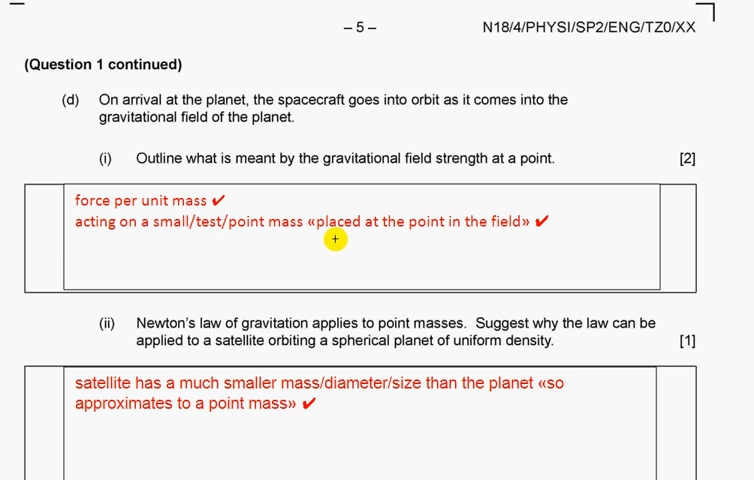 – 5 –
N18/4/PHYSI/SP2/ENG/TZ0/XX
(Question 1 continued)
(d) On arrival at the planet, the spacecraft goes into orbit as it comes into the
gravitational field of the planet.
(i) Outline what is meant by the gravitational field strength at a point. [2]
force per unit mass ✔
acting on a small/test/point mass «placed at the point in the field» ✔
(ii) Newton's law of gravitation applies to point masses. Suggest why the law can be
applied to a satellite orbiting a spherical planet of uniform density. [1]
satellite has a much smaller mass/diameter/size than the planet «so
approximates to a point mass» ✔